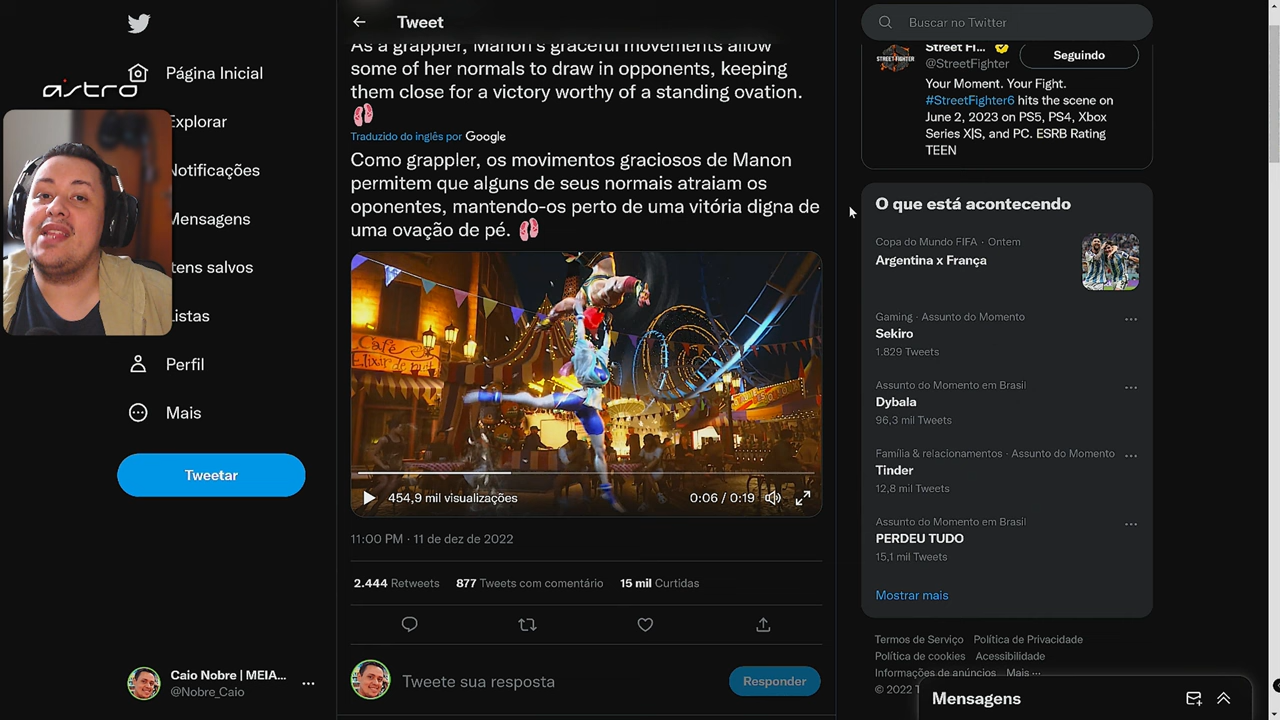 astro
Página Inicial
Explorar
Notificações
Mensagens
Itens salvos
Listas
Perfil
Mais
Tweetar
Caio Nobre | MEIA...
@Nobre_Caio
Tweet
As a grappler, Manon's graceful movements allow
some of her normals to draw in opponents, keeping
them close for a victory worthy of a standing ovation.
🩰
Traduzido do inglês por Google
Como grappler, os movimentos graciosos de Manon
permitem que alguns de seus normais atraiam os
oponentes, mantendo-os perto de uma vitória digna de
uma ovação de pé. 🩰
Café
454,9 mil visualizações
0:06 / 0:19
11:00 PM · 11 de dez de 2022
2.444 Retweets 877 Tweets com comentário 15 mil Curtidas
Tweete sua resposta
Responder
Buscar no Twitter
STREET FIGHTER
Street Fi...
@StreetFighter
Seguindo
Your Moment. Your Fight.
#StreetFighter6 hits the scene on
June 2, 2023 on PS5, PS4, Xbox
Series X|S, and PC. ESRB Rating
TEEN
O que está acontecendo
Copa do Mundo FIFA · Ontem
Argentina x França
Gaming · Assunto do Momento
Sekiro
1.829 Tweets
Assunto do Momento em Brasil
Dybala
96,3 mil Tweets
Família & relacionamentos · Assunto do Momento
Tinder
12,8 mil Tweets
Assunto do Momento em Brasil
PERDEU TUDO
15,1 mil Tweets
Mostrar mais
Termos de Serviço Política de Privacidade
Política de cookies Acessibilidade
Informações de anúncios Mais ...
© 2022 T
Mensagens